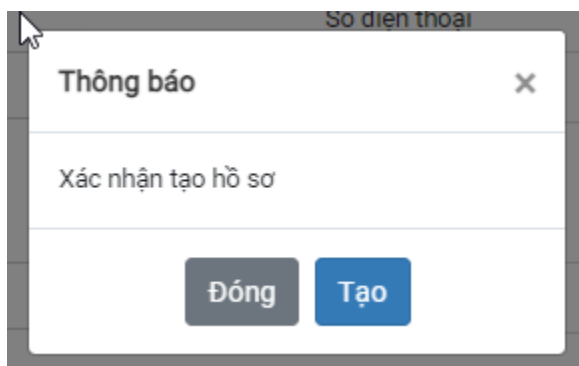 Số điện thoại
Thông báo
×
Xác nhận tạo hồ sơ
Đóng
Tạo